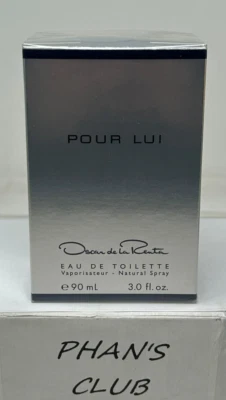 POUR LUI
Oscar de la Renta
EAU DE TOILETTE
Vaporisateur - Natural Spray
℮ 90 mL 3.0 fl. oz.
PHAN'S
CLUB